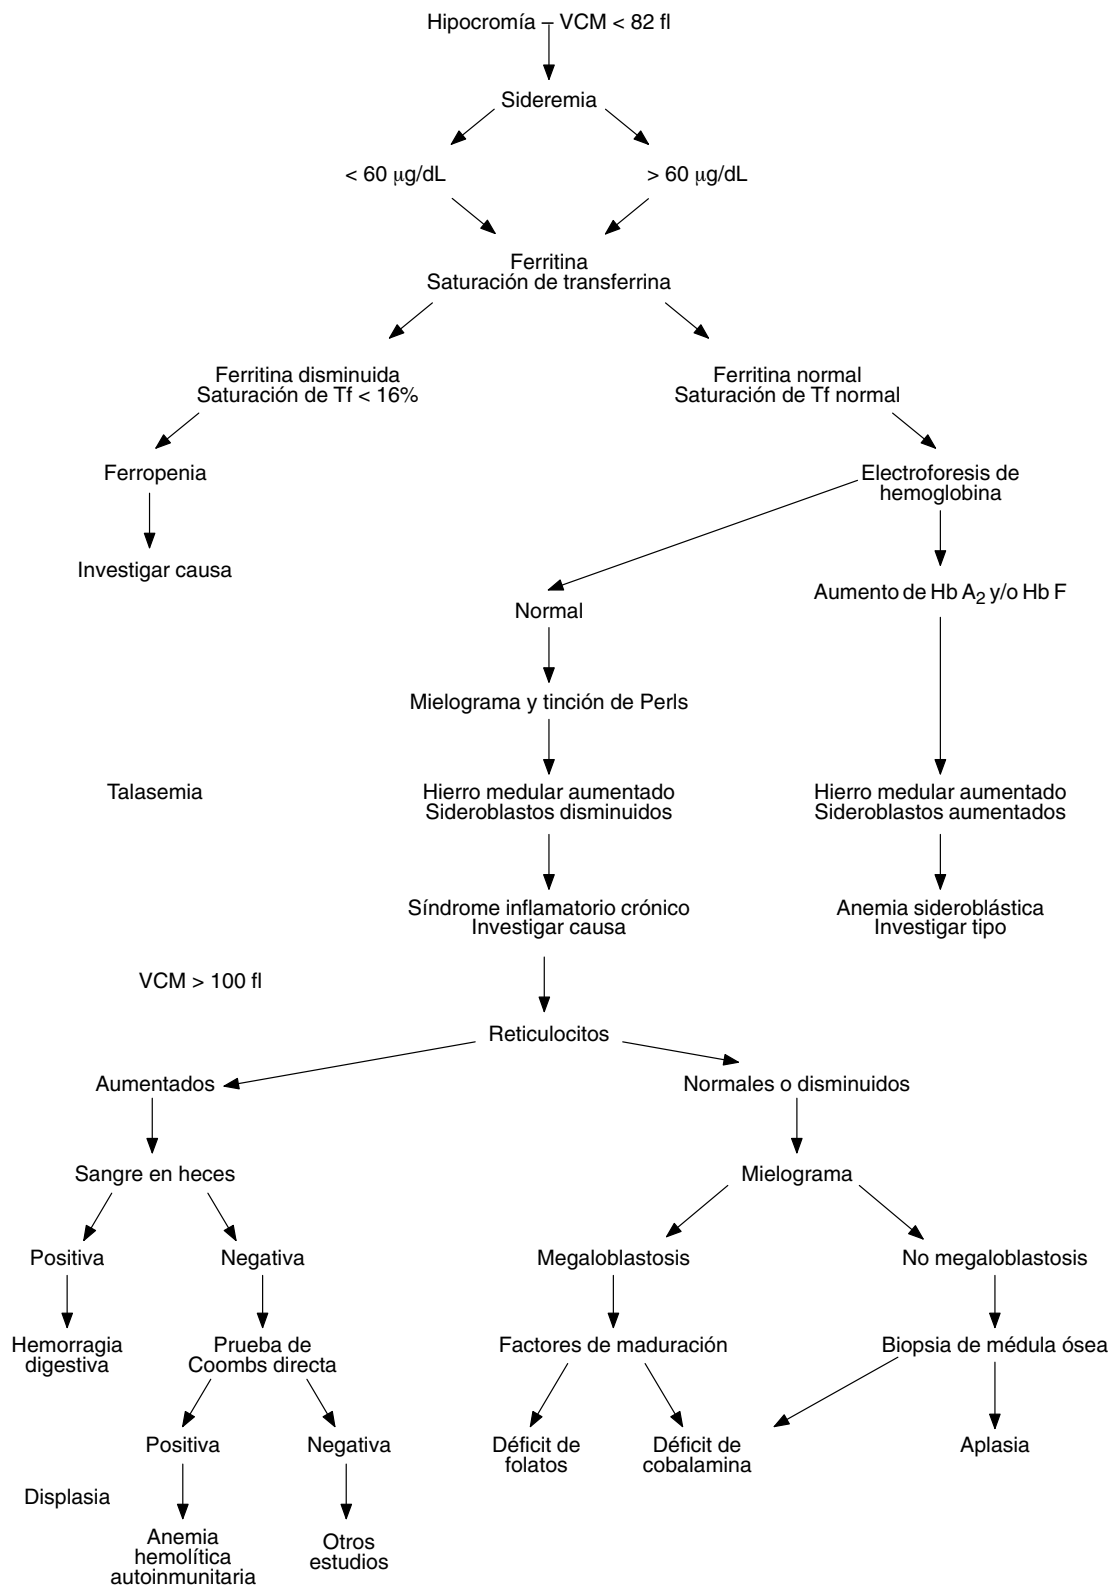 Hipocromía – VCM < 82 fl
Sideremia
< 60 µg/dL
> 60 µg/dL
Ferritina
Saturación de transferrina
Ferritina disminuida
Saturación de Tf < 16%
Ferritina normal
Saturación de Tf normal
Ferropenia
Electroforesis de
hemoglobina
Investigar causa
Aumento de Hb A₂ y/o Hb F
Normal
Mielograma y tinción de Perls
Talasemia
Hierro medular aumentado
Sideroblastos disminuidos
Hierro medular aumentado
Sideroblastos aumentados
Síndrome inflamatorio crónico
Investigar causa
Anemia sideroblástica
Investigar tipo
VCM > 100 fl
Reticulocitos
Aumentados
Normales o disminuidos
Sangre en heces
Mielograma
Positiva
Negativa
Megaloblastosis
No megaloblastosis
Hemorragia
digestiva
Prueba de
Coombs directa
Factores de maduración
Biopsia de médula ósea
Positiva
Negativa
Déficit de
folatos
Déficit de
cobalamina
Aplasia
Displasia
Anemia
hemolítica
autoinmunitaria
Otros
estudios